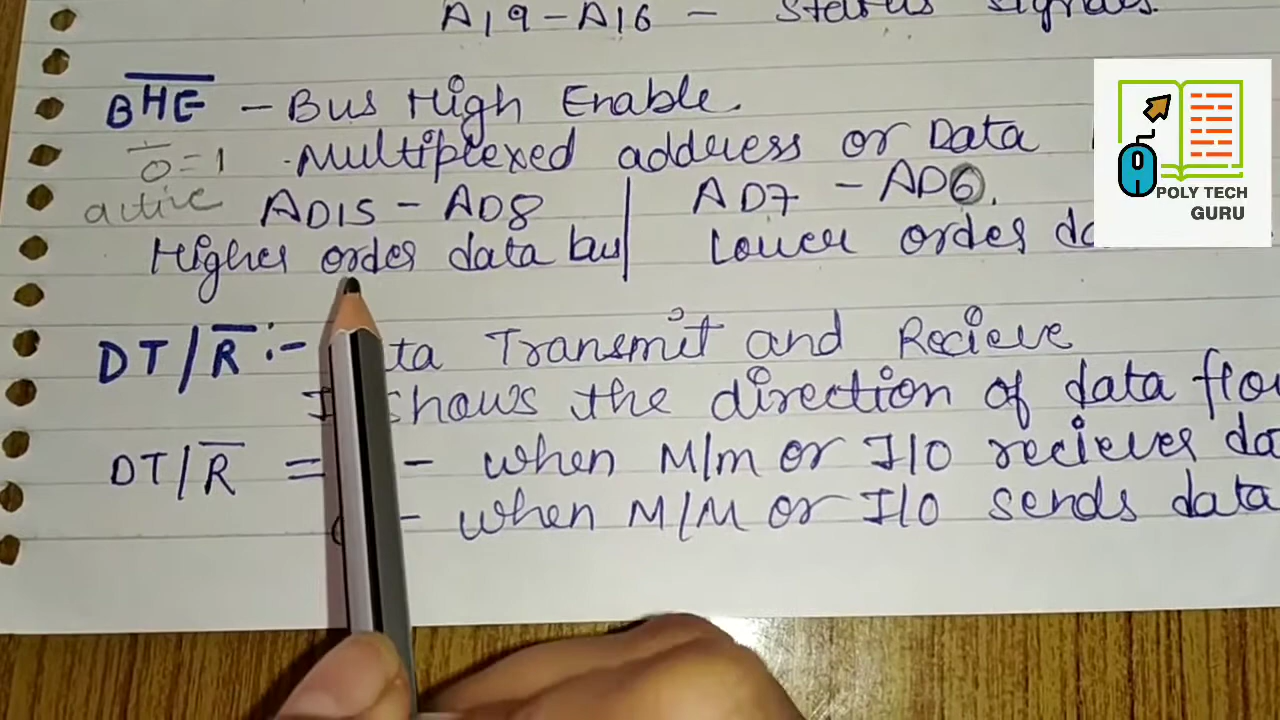 A19-A16 - Status signals.
B̅H̅E̅ - Bus High Enable.
0̅=1 Multiplexed address or Data
active AD15 - AD8 | AD7 - AD0.
Higher order data bus | Lower order
DT/R̅ :- Transmit and Recieve
shows the direction of data
DT/R̅ = - when M/m or I/O recieves
- when M/M or I/O sends data
POLY TECH
GURU